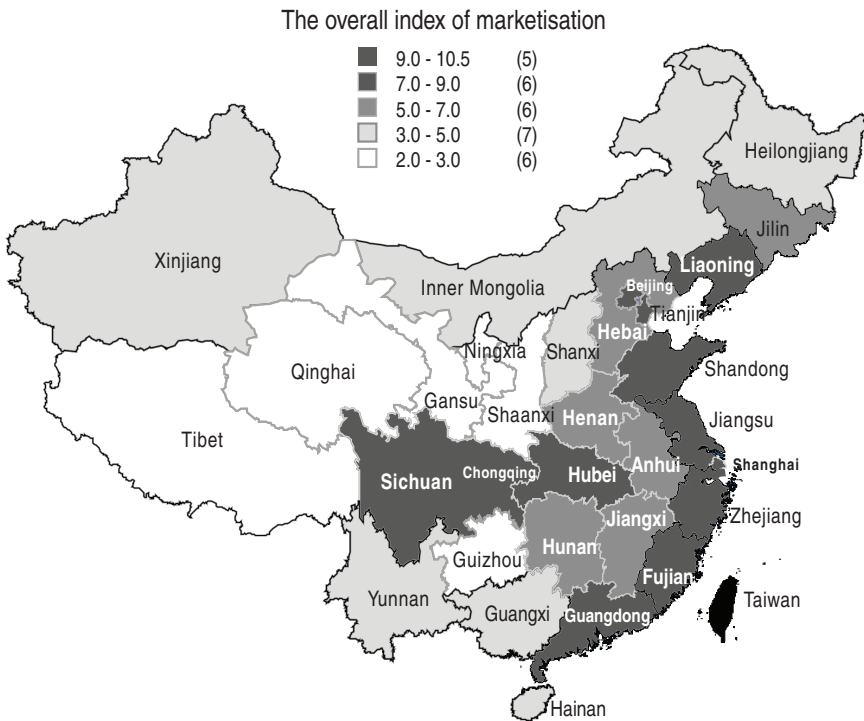 The overall index of marketisation
9.0 - 10.5 (5)
7.0 - 9.0 (6)
5.0 - 7.0 (6)
3.0 - 5.0 (7)
2.0 - 3.0 (6)
Heilongjiang
Jilin
Liaoning
Xinjiang
Inner Mongolia
Beijing
Tianjin
Hebai
Ningxia
Shanxi
Shandong
Qinghai
Gansu
Shaanxi
Henan
Jiangsu
Tibet
Anhui
Shanghai
Sichuan
Chongqing
Hubei
Zhejiang
Jiangxi
Hunan
Guizhou
Fujian
Yunnan
Guangxi
Guangdong
Taiwan
Hainan